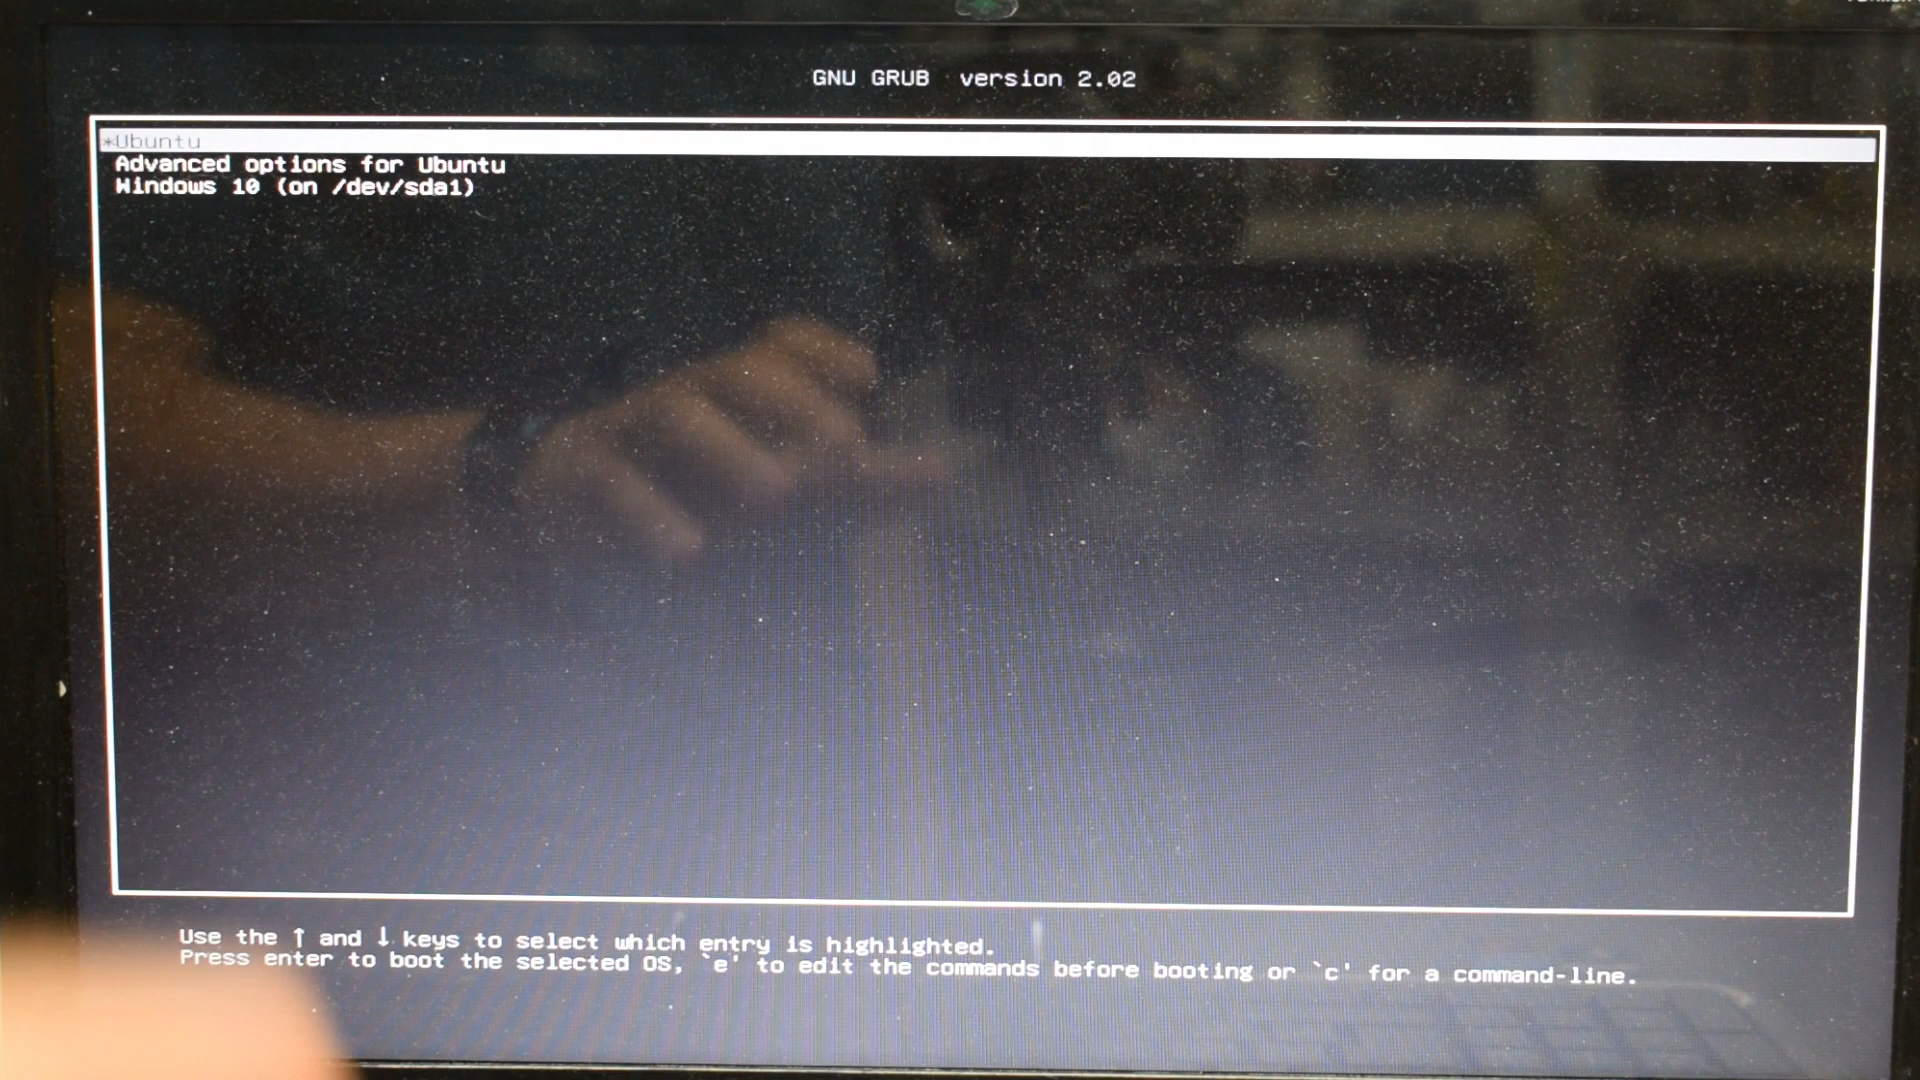 GNU GRUB version 2.02
*Ubuntu
Advanced options for Ubuntu
Windows 10 (on /dev/sda1)
Use the ↑ and ↓ keys to select which entry is highlighted.
Press enter to boot the selected OS, `e' to edit the commands before booting or `c' for a command-line.